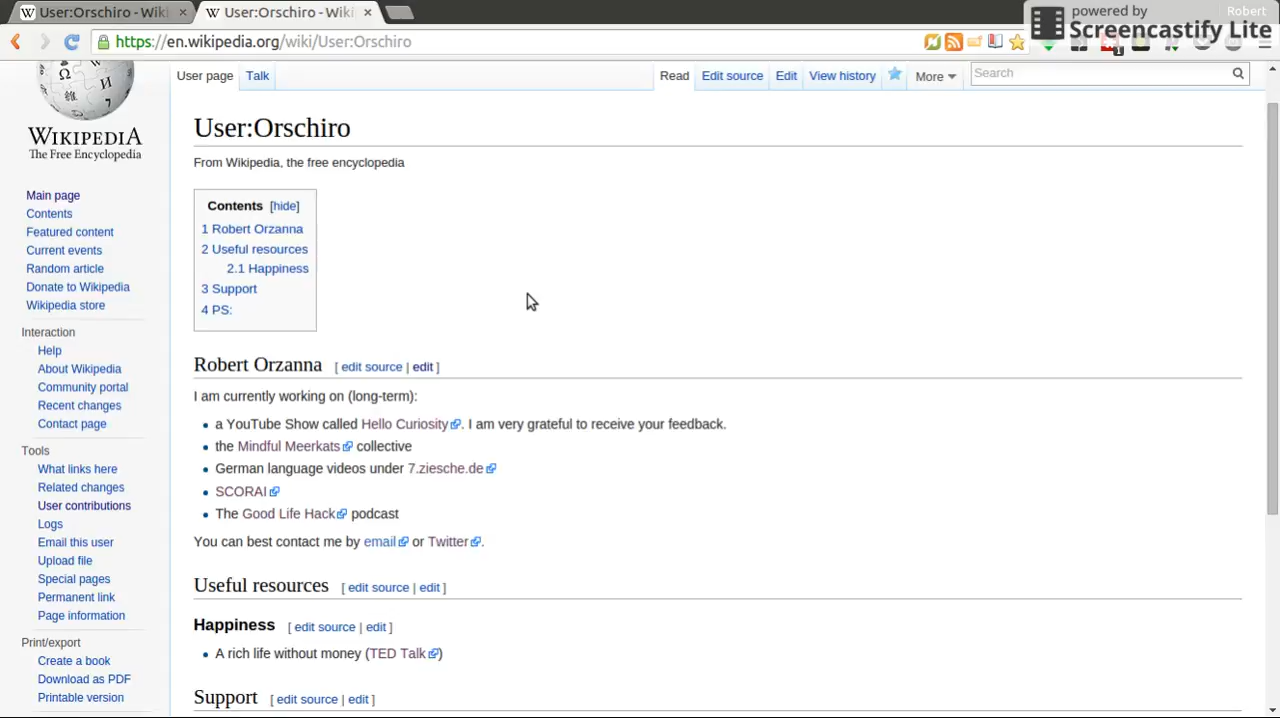 User:Orschiro - Wiki
User:Orschiro - Wiki
powered by
Screencastify Lite
Robert
https://en.wikipedia.org/wiki/User:Orschiro
1
User page
Talk
Read
Edit source
Edit
View history
More
Search
WIKIPEDIA
The Free Encyclopedia
Main page
Contents
Featured content
Current events
Random article
Donate to Wikipedia
Wikipedia store
Interaction
Help
About Wikipedia
Community portal
Recent changes
Contact page
Tools
What links here
Related changes
User contributions
Logs
Email this user
Upload file
Special pages
Permanent link
Page information
Print/export
Create a book
Download as PDF
Printable version
User:Orschiro
From Wikipedia, the free encyclopedia
Contents [hide]
1 Robert Orzanna
2 Useful resources
2.1 Happiness
3 Support
4 PS:
Robert Orzanna [ edit source | edit ]
I am currently working on (long-term):
a YouTube Show called Hello Curiosity. I am very grateful to receive your feedback.
the Mindful Meerkats collective
German language videos under 7.ziesche.de
SCORAI
The Good Life Hack podcast
You can best contact me by email or Twitter.
Useful resources [ edit source | edit ]
Happiness [ edit source | edit ]
A rich life without money (TED Talk)
Support [ edit source | edit ]